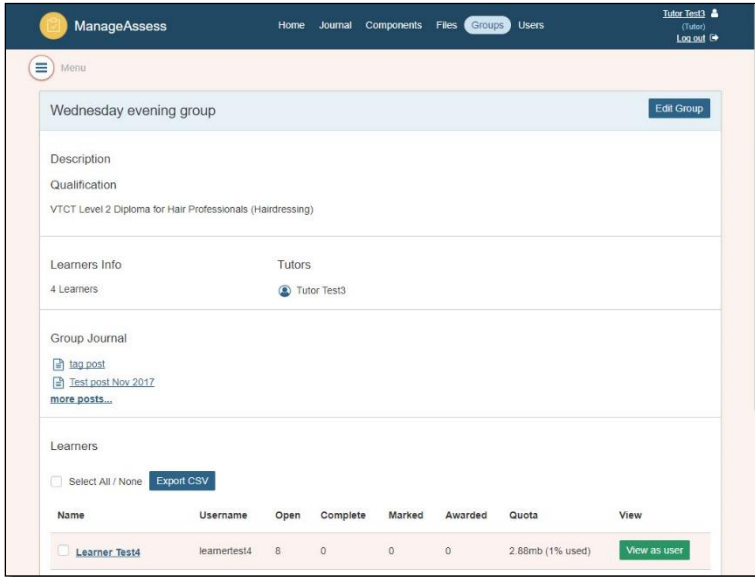 ManageAssess Home Journal Components Files Groups Users
Tutor Test3
(Tutor)
Log out
Menu
Wednesday evening group Edit Group
Description
Qualification
VTCT Level 2 Diploma for Hair Professionals (Hairdressing)
Learners Info Tutors
4 Learners Tutor Test3
Group Journal
tag post
Test post Nov 2017
more posts...
Learners
Select All / None Export CSV
Name Username Open Complete Marked Awarded Quota View
Learner Test4 learnertest4 8 0 0 0 2.88mb (1% used) View as user